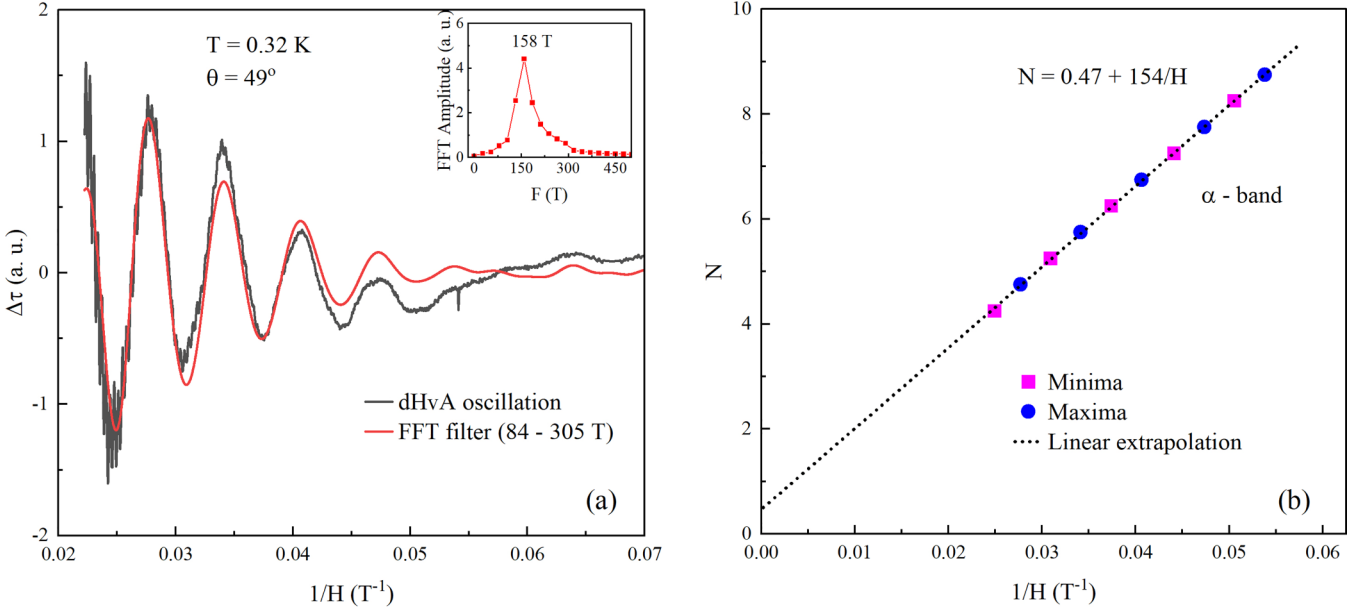 T = 0.32 K
θ = 49°
158 T
FFT Amplitude (a. u.)
6
4
2
0
0 150 300 450
F (T)
Δτ (a. u.)
2
1
0
-1
-2
dHvA oscillation
FFT filter (84 - 305 T)
(a)
0.02 0.03 0.04 0.05 0.06 0.07
1/H (T⁻¹)
N
10
8
6
4
2
0
N = 0.47 + 154/H
α - band
Minima
Maxima
Linear extrapolation
(b)
0.00 0.01 0.02 0.03 0.04 0.05 0.06
1/H (T⁻¹)